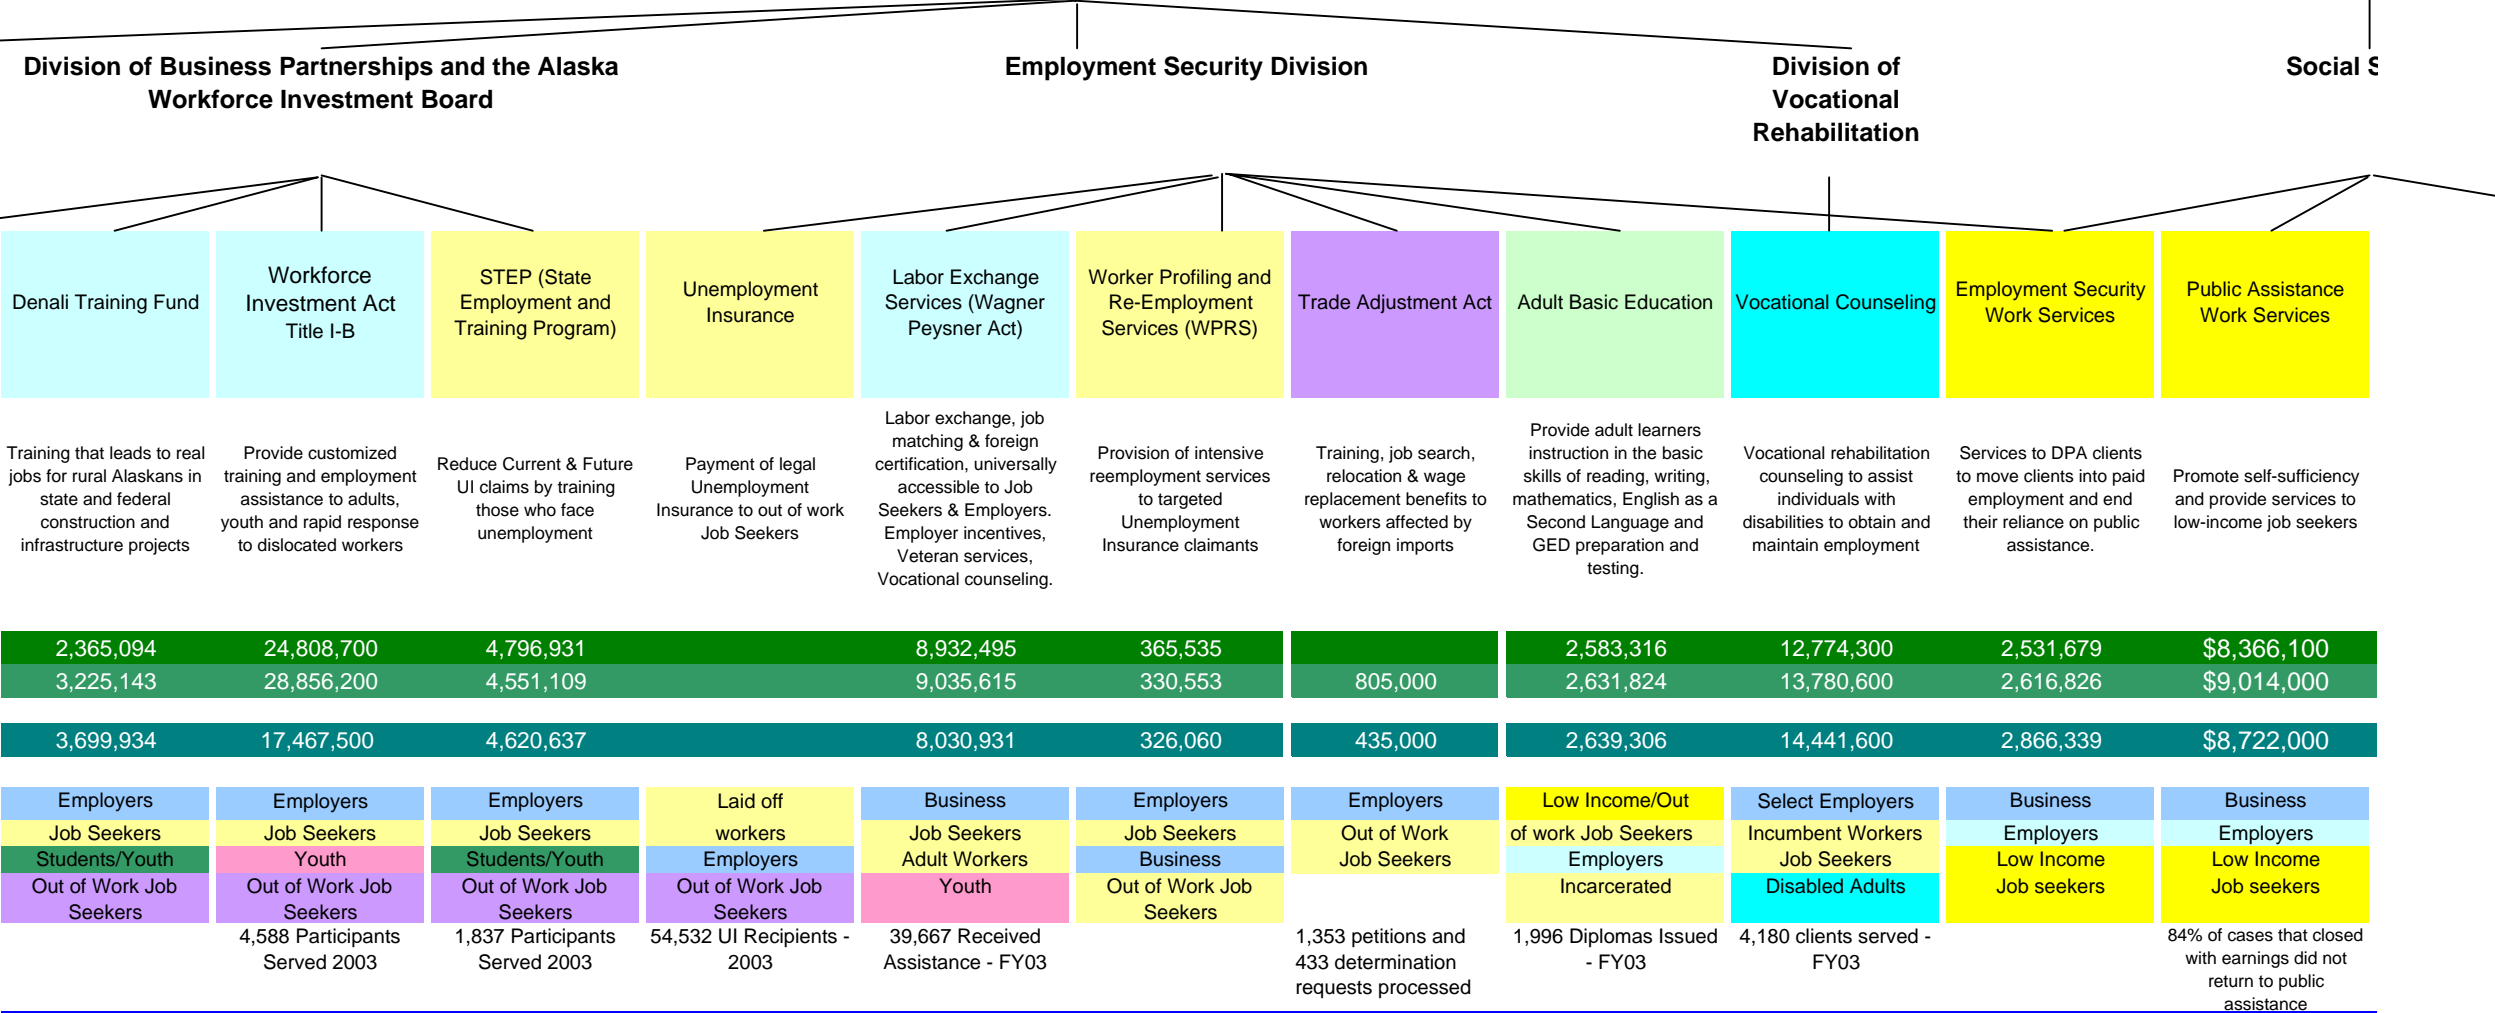 Division of Business Partnerships and the Alaska
Workforce Investment Board
Employment Security Division
Division of
Vocational
Rehabilitation
Social S
Denali Training Fund
Workforce
Investment Act
Title I-B
STEP (State
Employment and
Training Program)
Unemployment
Insurance
Labor Exchange
Services (Wagner
Peysner Act)
Worker Profiling and
Re-Employment
Services (WPRS)
Trade Adjustment Act
Adult Basic Education
Vocational Counseling
Employment Security
Work Services
Public Assistance
Work Services
Training that leads to real
jobs for rural Alaskans in
state and federal
construction and
infrastructure projects
Provide customized
training and employment
assistance to adults,
youth and rapid response
to dislocated workers
Reduce Current & Future
UI claims by training
those who face
unemployment
Payment of legal
Unemployment
Insurance to out of work
Job Seekers
Labor exchange, job
matching & foreign
certification, universally
accessible to Job
Seekers & Employers.
Employer incentives,
Veteran services,
Vocational counseling.
Provision of intensive
reemployment services
to targeted
Unemployment
Insurance claimants
Training, job search,
relocation & wage
replacement benefits to
workers affected by
foreign imports
Provide adult learners
instruction in the basic
skills of reading, writing,
mathematics, English as a
Second Language and
GED preparation and
testing.
Vocational rehabilitation
counseling to assist
individuals with
disabilities to obtain and
maintain employment
Services to DPA clients
to move clients into paid
employment and end
their reliance on public
assistance.
Promote self-sufficiency
and provide services to
low-income job seekers
2,365,094 24,808,700 4,796,931 8,932,495 365,535 2,583,316 12,774,300 2,531,679 $8,366,100
3,225,143 28,856,200 4,551,109 9,035,615 330,553 805,000 2,631,824 13,780,600 2,616,826 $9,014,000
3,699,934 17,467,500 4,620,637 8,030,931 326,060 435,000 2,639,306 14,441,600 2,866,339 $8,722,000
Employers
Job Seekers
Students/Youth
Out of Work Job
Seekers
Employers
Job Seekers
Youth
Out of Work Job
Seekers
4,588 Participants
Served 2003
Employers
Job Seekers
Students/Youth
Out of Work Job
Seekers
1,837 Participants
Served 2003
Laid off
workers
Employers
Out of Work Job
Seekers
54,532 UI Recipients -
2003
Business
Job Seekers
Adult Workers
Youth
39,667 Received
Assistance - FY03
Employers
Job Seekers
Business
Out of Work Job
Seekers
Employers
Out of Work
Job Seekers
1,353 petitions and
433 determination
requests processed
Low Income/Out
of work Job Seekers
Employers
Incarcerated
1,996 Diplomas Issued
- FY03
Select Employers
Incumbent Workers
Job Seekers
Disabled Adults
4,180 clients served -
FY03
Business
Employers
Low Income
Job seekers
Business
Employers
Low Income
Job seekers
84% of cases that closed
with earnings did not
return to public
assistance